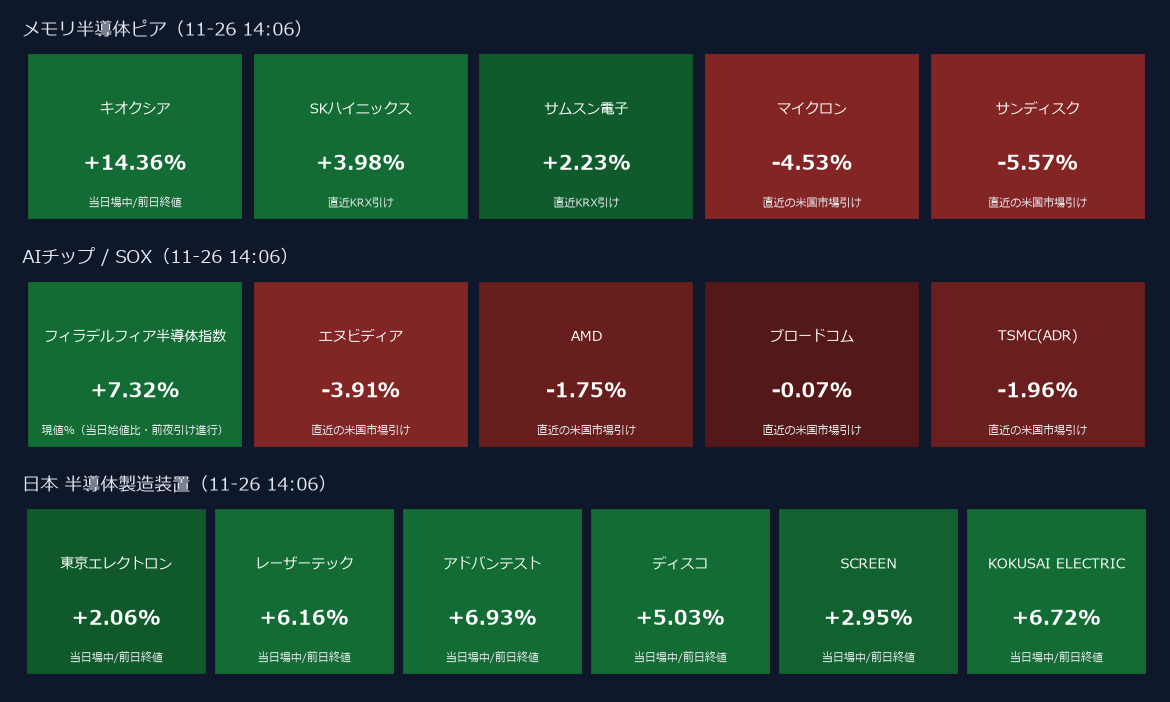 メモリ半導体ピア（11-26 14:06）
キオクシア
+14.36%
当日場中/前日終値
SKハイニックス
+3.98%
直近KRX引け
サムスン電子
+2.23%
直近KRX引け
マイクロン
-4.53%
直近の米国市場引け
サンディスク
-5.57%
直近の米国市場引け
AIチップ / SOX（11-26 14:06）
フィラデルフィア半導体指数
+7.32%
現値%（当日始値比・前夜引け進行）
エヌビディア
-3.91%
直近の米国市場引け
AMD
-1.75%
直近の米国市場引け
ブロードコム
-0.07%
直近の米国市場引け
TSMC(ADR)
-1.96%
直近の米国市場引け
日本 半導体製造装置（11-26 14:06）
東京エレクトロン
+2.06%
当日場中/前日終値
レーザーテック
+6.16%
当日場中/前日終値
アドバンテスト
+6.93%
当日場中/前日終値
ディスコ
+5.03%
当日場中/前日終値
SCREEN
+2.95%
当日場中/前日終値
KOKUSAI ELECTRIC
+6.72%
当日場中/前日終値